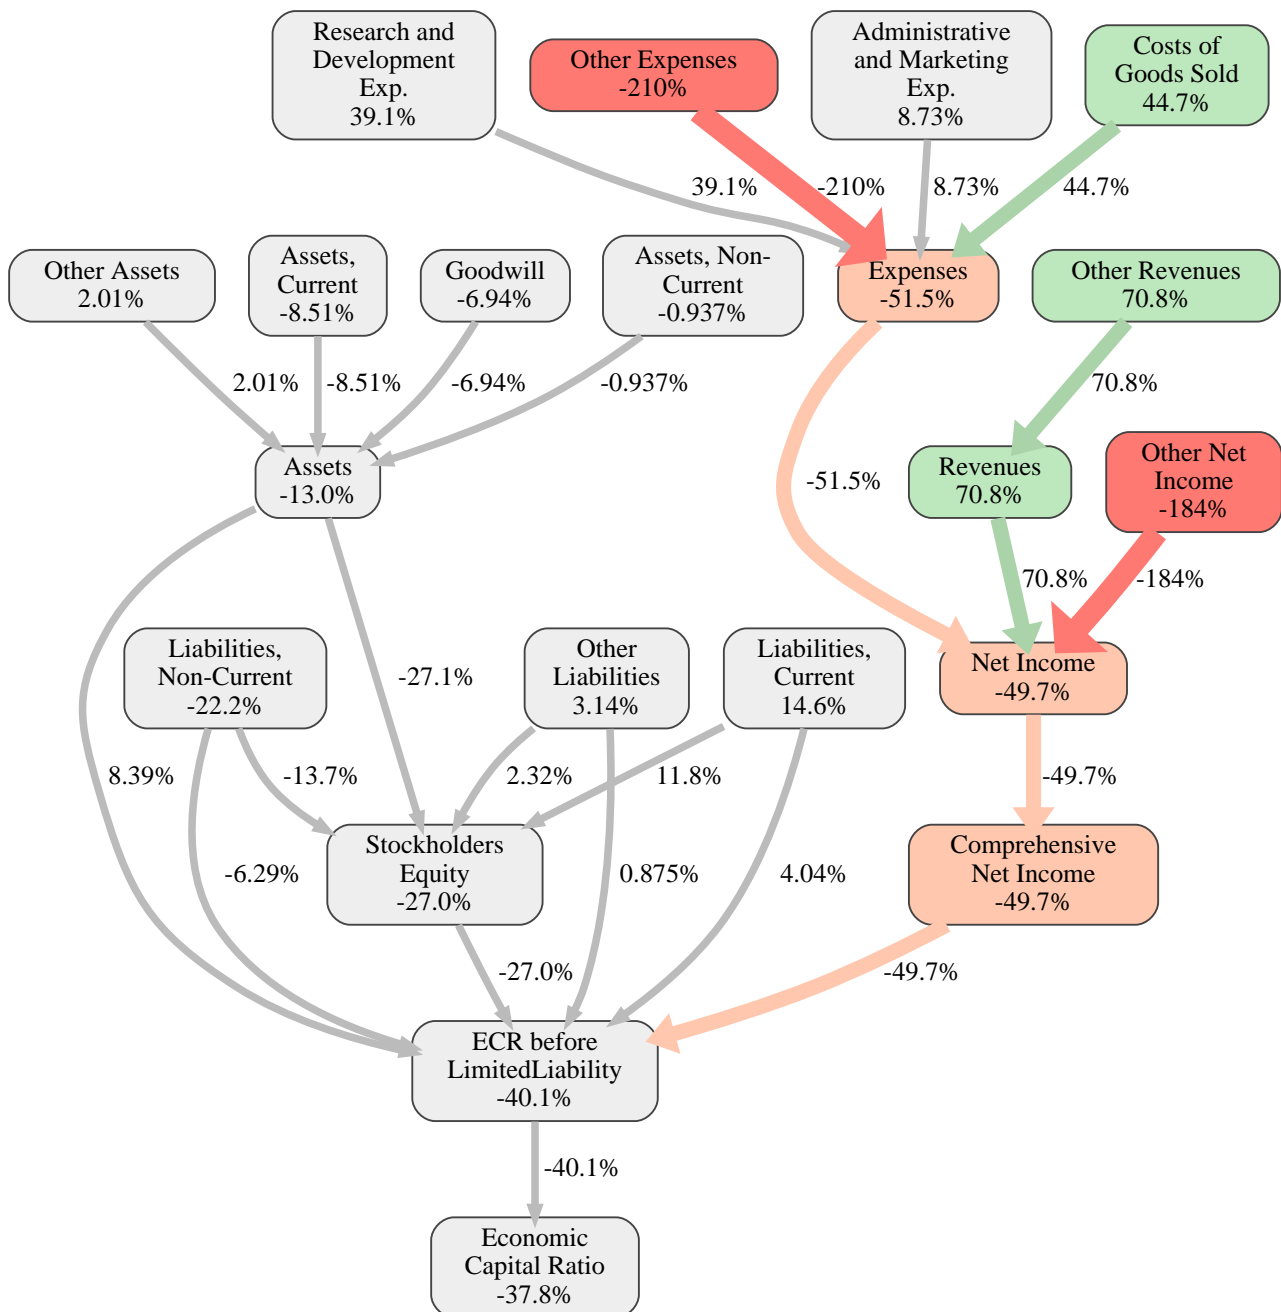 Research and
Development
Exp.
39.1%
Other Expenses
-210%
Administrative
and Marketing
Exp.
8.73%
Costs of
Goods Sold
44.7%
39.1%
-210%
8.73%
44.7%
Other Assets
2.01%
Assets,
Current
-8.51%
Goodwill
-6.94%
Assets, Non-
Current
-0.937%
Expenses
-51.5%
Other Revenues
70.8%
2.01%
-8.51%
-6.94%
-0.937%
70.8%
Assets
-13.0%
-51.5%
Revenues
70.8%
Other Net
Income
-184%
70.8%
-184%
Liabilities,
Non-Current
-22.2%
-27.1%
Other
Liabilities
3.14%
Liabilities,
Current
14.6%
Net Income
-49.7%
8.39%
-13.7%
2.32%
11.8%
-49.7%
-6.29%
Stockholders
Equity
-27.0%
0.875%
4.04%
Comprehensive
Net Income
-49.7%
-27.0%
-49.7%
ECR before
LimitedLiability
-40.1%
-40.1%
Economic
Capital Ratio
-37.8%